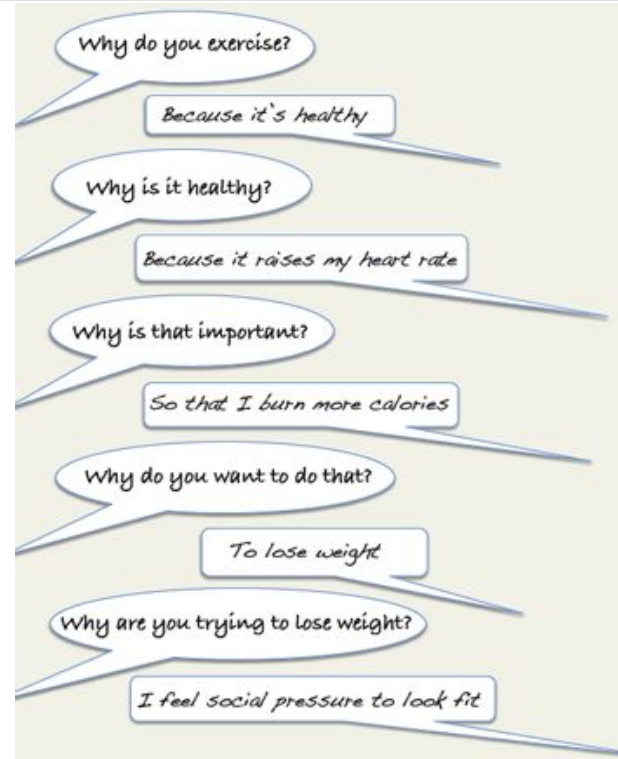 Why do you exercise?
Because it's healthy
Why is it healthy?
Because it raises my heart rate
Why is that important?
So that I burn more calories
Why do you want to do that?
To lose weight
Why are you trying to lose weight?
I feel social pressure to look fit